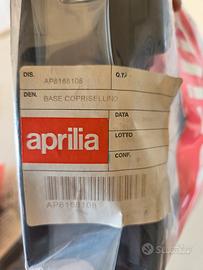 DIS.
Q.TA'
AP8168108
DEN.
BASE COPRISELLINO
DATA
aprilia
LOTTO
CONF.
AP8168108
subito